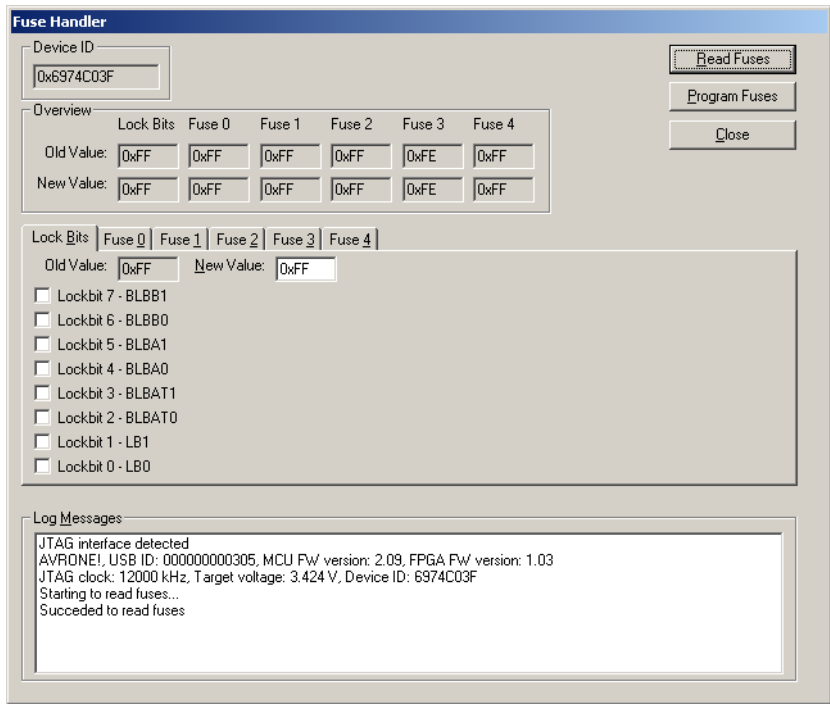 Fuse Handler
Device ID
0x6974C03F
Read Fuses
Program Fuses
Close
Overview
Lock Bits Fuse 0 Fuse 1 Fuse 2 Fuse 3 Fuse 4
Old Value: 0xFF 0xFF 0xFF 0xFF 0xFE 0xFF
New Value: 0xFF 0xFF 0xFF 0xFF 0xFE 0xFF
Lock Bits Fuse 0 Fuse 1 Fuse 2 Fuse 3 Fuse 4
Old Value: 0xFF New Value: 0xFF
Lockbit 7 - BLBB1
Lockbit 6 - BLBB0
Lockbit 5 - BLBA1
Lockbit 4 - BLBA0
Lockbit 3 - BLBAT1
Lockbit 2 - BLBAT0
Lockbit 1 - LB1
Lockbit 0 - LB0
Log Messages
JTAG interface detected
AVRONE!, USB ID: 000000000305, MCU FW version: 2.09, FPGA FW version: 1.03
JTAG clock: 12000 kHz, Target voltage: 3.424 V, Device ID: 6974C03F
Starting to read fuses...
Succeded to read fuses